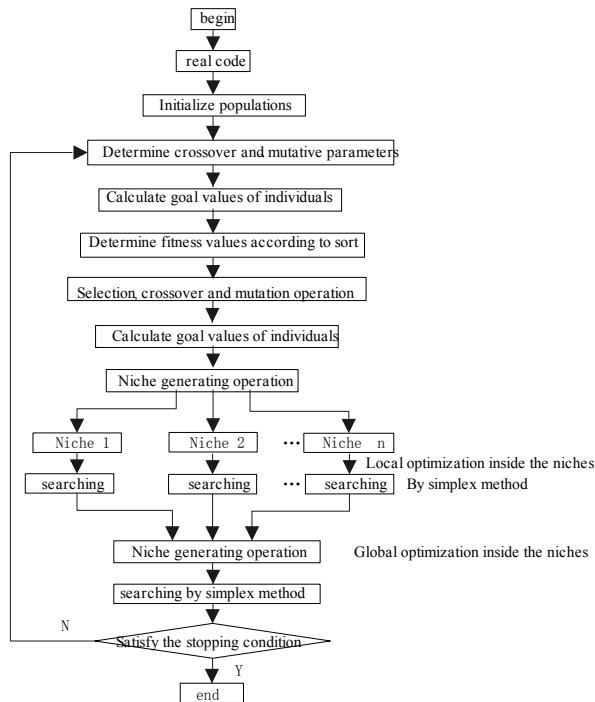 begin
real code
Initialize populations
Determine crossover and mutative parameters
Calculate goal values of individuals
Determine fitness values according to sort
Selection, crossover and mutation operation
Calculate goal values of individuals
Niche generating operation
Niche 1 Niche 2 ··· Niche n
Local optimization inside the niches
searching searching ··· searching By simplex method
Niche generating operation Global optimization inside the niches
searching by simplex method
N
Satisfy the stopping condition
Y
end